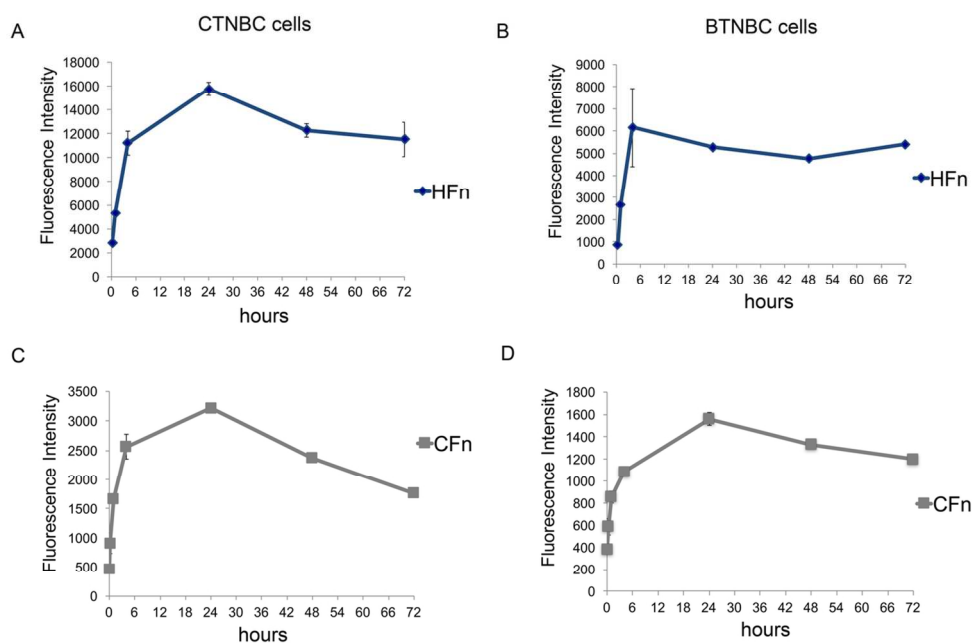 CTNBC cells
BTNBC cells
A
Fluorescence Intensity
18000
16000
14000
12000
10000
8000
6000
4000
2000
0
0 6 12 18 24 30 36 42 48 54 60 66 72
hours
HFn
B
Fluorescence Intensity
9000
8000
7000
6000
5000
4000
3000
2000
1000
0
0 6 12 18 24 30 36 42 48 54 60 66 72
hours
HFn
C
Fluorescence Intensity
3500
3000
2500
2000
1500
1000
500
0
0 6 12 18 24 30 36 42 48 54 60 66 72
hours
CFn
D
Fluorescence Intensity
1800
1600
1400
1200
1000
800
600
400
200
0
0 6 12 18 24 30 36 42 48 54 60 66 72
hours
CFn